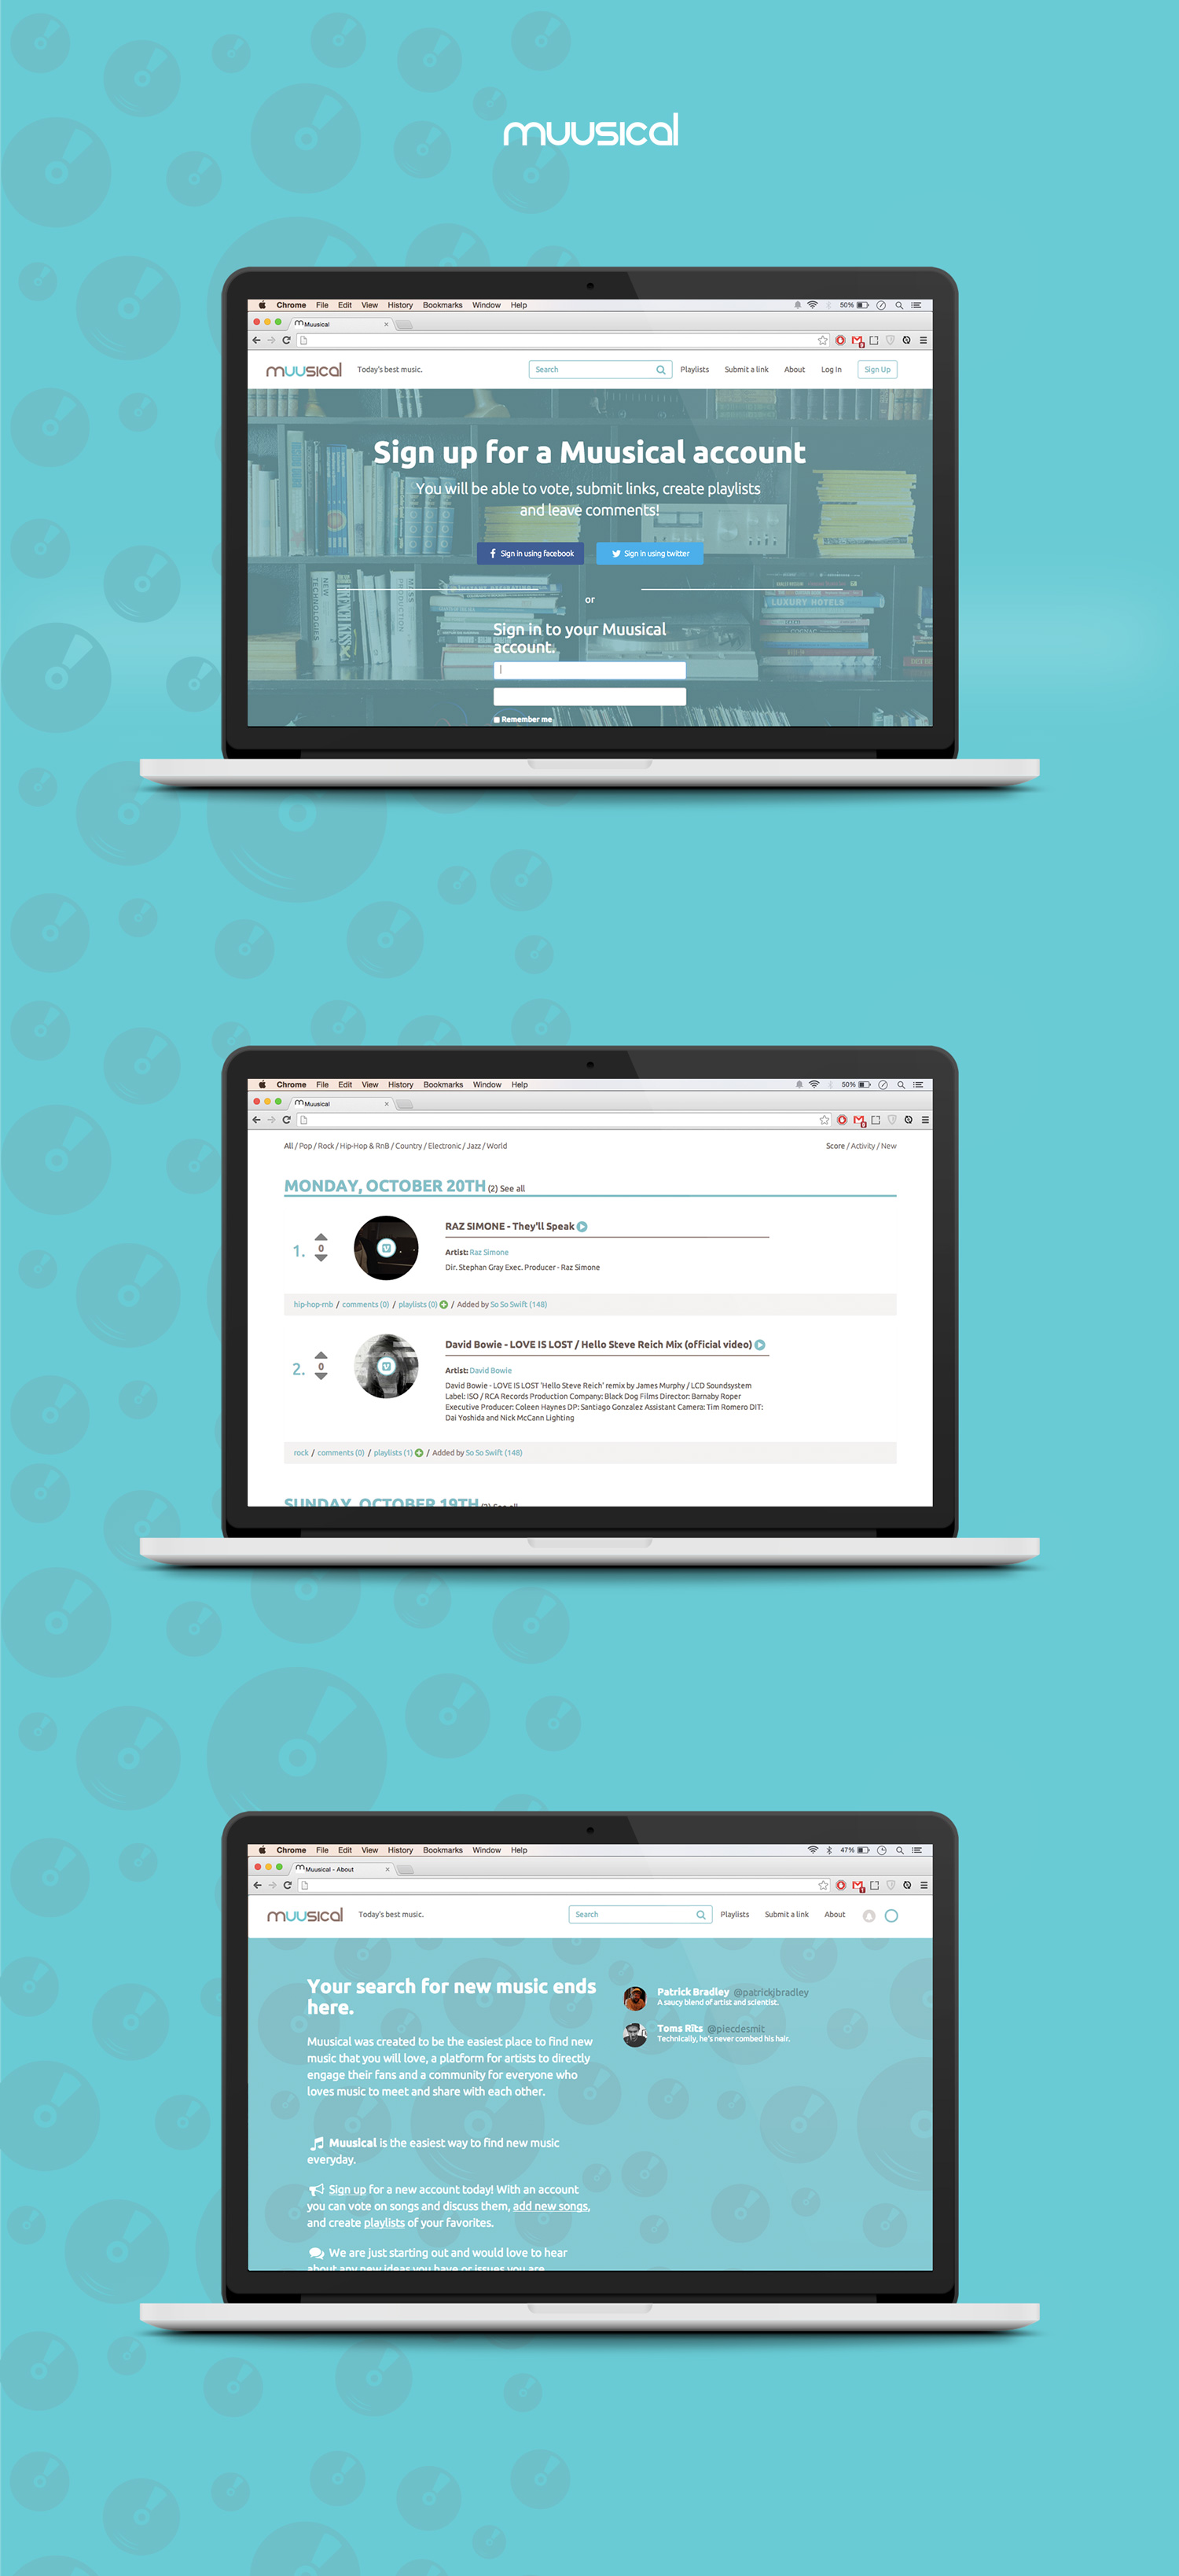 muusical
Chrome File Edit View History Bookmarks Window Help 50%
Muusical
muusical Today's best music. Search Playlists Submit a link About Log In Sign Up
Sign up for a Muusical account
You will be able to vote, submit links, create playlists
and leave comments!
Sign in using facebook Sign in using twitter
or
NEW TECHNOLOGIES
LUXURY HOTELS
Sign in to your Muusical
account.
Remember me
Chrome File Edit View History Bookmarks Window Help 50%
Muusical
All / Pop / Rock / Hip-Hop & RnB / Country / Electronic / Jazz / World Score / Activity / New
MONDAY, OCTOBER 20TH (2) See all
RAZ SIMONE - They'll Speak
1. 0
Artist: Raz Simone
Dir. Stephan Gray Exec. Producer - Raz Simone
hip-hop-rnb / comments (0) / playlists (0) / Added by So So Swift (148)
David Bowie - LOVE IS LOST / Hello Steve Reich Mix (official video)
2. 0
Artist: David Bowie
David Bowie - LOVE IS LOST 'Hello Steve Reich' remix by James Murphy / LCD Soundsystem
Label: ISO / RCA Records Production Company: Black Dog Films Director: Barnaby Roper
Executive Producer: Coleen Haynes DP: Santiago Gonzalez Assistant Camera: Tim Romero DIT:
Dai Yoshida and Nick McCann Lighting
rock / comments (0) / playlists (1) / Added by So So Swift (148)
SUNDAY, OCTOBER 19TH (2) See all
Chrome File Edit View History Bookmarks Window Help 47%
Muusical - About
muusical Today's best music. Search Playlists Submit a link About
Your search for new music ends
here.
Patrick Bradley @patrickjbradley
A saucy blend of artist and scientist.
Toms Rīts @piecdesmit
Technically, he's never combed his hair.
Muusical was created to be the easiest place to find new
music that you will love, a platform for artists to directly
engage their fans and a community for everyone who
loves music to meet and share with each other.
Muusical is the easiest way to find new music
everyday.
Sign up for a new account today! With an account
you can vote on songs and discuss them, add new songs,
and create playlists of your favorites.
We are just starting out and would love to hear
about any new ideas you have or issues you are